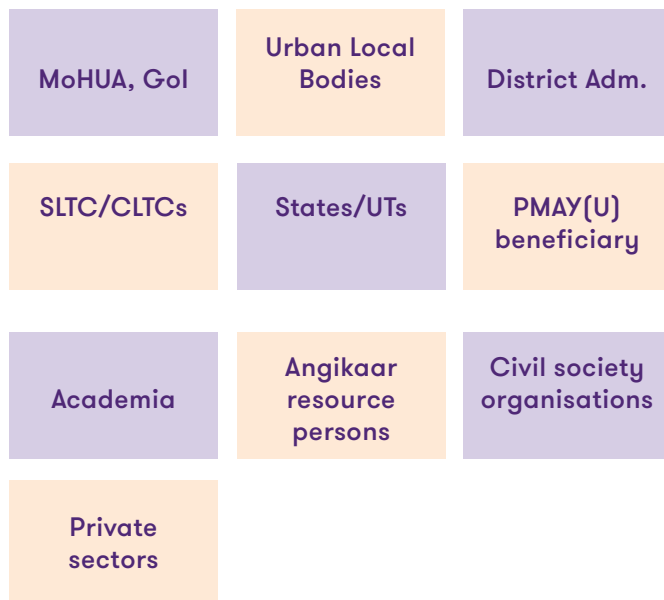 MoHUA, GoI
Urban Local
Bodies
District Adm.
SLTC/CLTCs
States/UTs
PMAY(U)
beneficiary
Academia
Angikaar
resource
persons
Civil society
organisations
Private
sectors